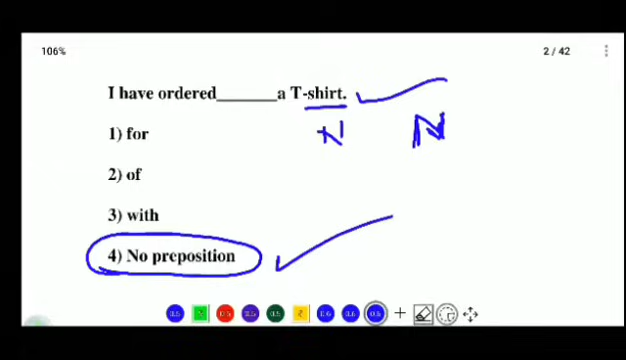 106%
2 / 42
I have ordered_______a T-shirt.
N
N
1) for
2) of
3) with
4) No preposition